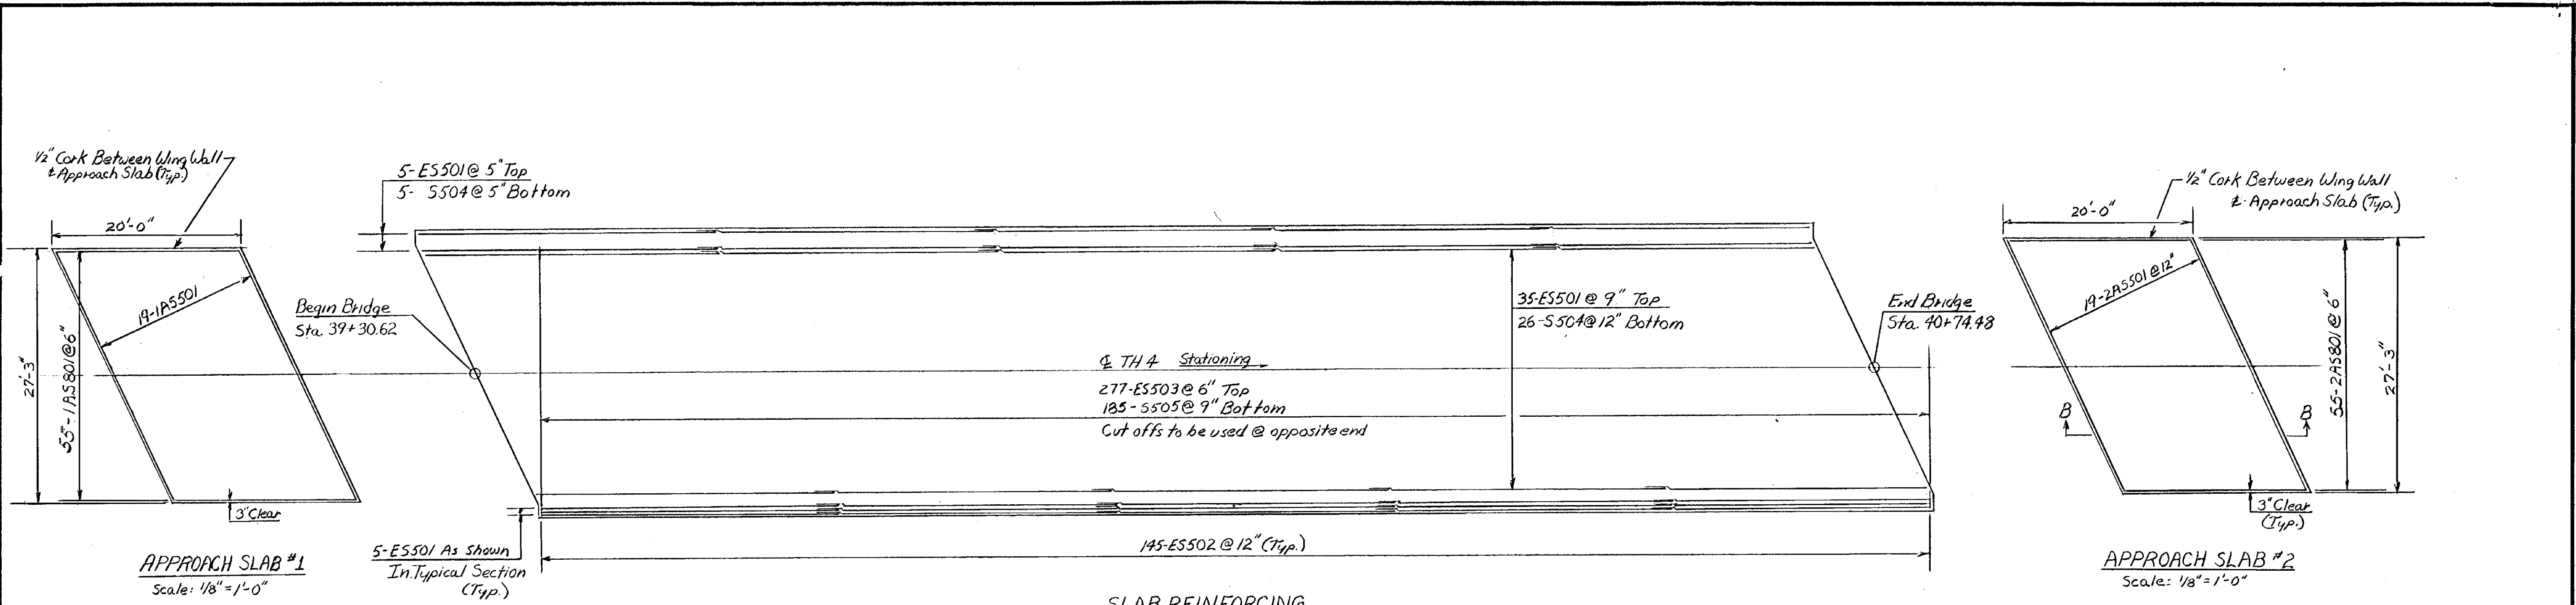 1/2" Cork Between Wing Wall
& Approach Slab (Typ.)
20'-0"
27'-3"
55-1AS801@6"
19-1AS501
3" Clear
APPROACH SLAB #1
Scale: 1/8"=1'-0"
5-ES501@ 5" Top
5- S504@ 5" Bottom
Begin Bridge
Sta. 39+30.62
5-ES501 As Shown
In Typical Section
(Typ.)
℄ TH 4 Stationing
277-ES503@ 6" Top
185-S505@ 9" Bottom
Cut offs to be used @ opposite end
35-ES501 @ 9" Top
26-S504@ 12" Bottom
End Bridge
Sta. 40+74.48
145-ES502 @ 12" (Typ.)
SLAB REINFORCING
1/2" Cork Between Wing Wall
& Approach Slab (Typ.)
20'-0"
19-2AS501 @12"
B
B
55-2AS801 @ 6"
27'-3"
3" Clear
(Typ.)
APPROACH SLAB #2
Scale: 1/8"=1'-0"